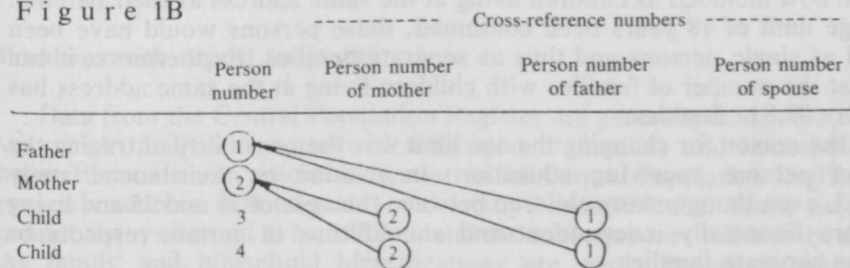 Figure 1B
Cross-reference numbers
Person Person number of mother Person number of father Person number of spouse
Father 1
Mother 2
Child 3 2 1
Child 4 2 1